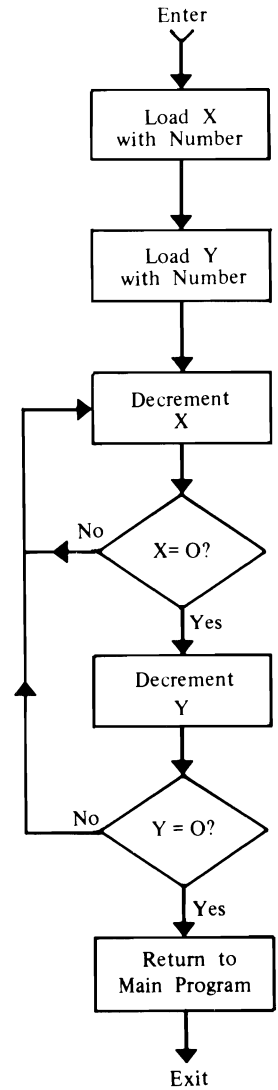 Enter
Load X
with Number
Load Y
with Number
Decrement
X
No
X= O?
Yes
Decrement
Y
No
Y = O?
Yes
Return to
Main Program
Exit